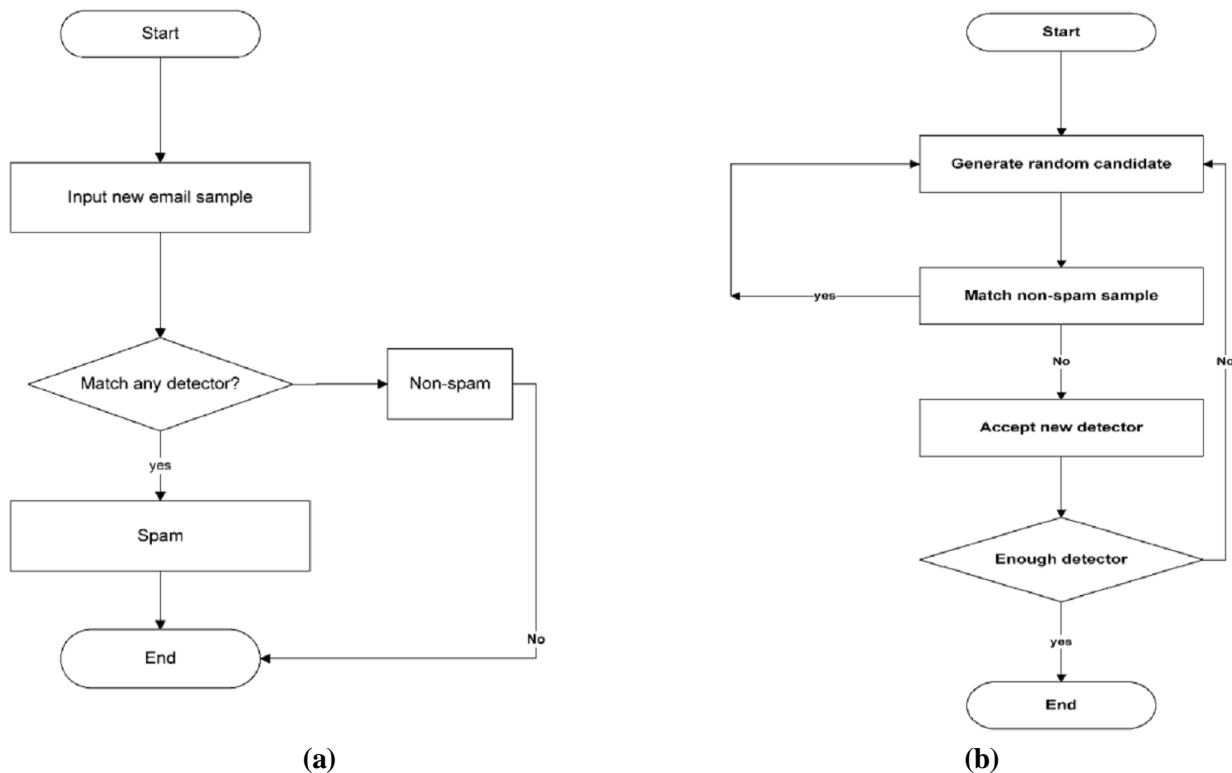 Start
Input new email sample
Match any detector?
Non-spam
yes
Spam
No
End
(a)
Start
Generate random candidate
yes
Match non-spam sample
No
No
Accept new detector
Enough detector
yes
End
(b)